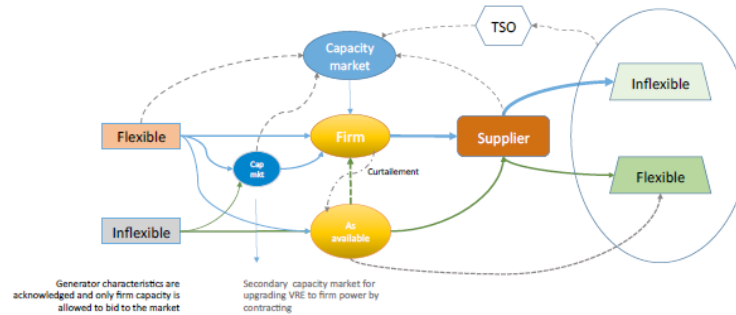 TSO
Capacity
market
Inflexible
Flexible
Firm
Supplier
Cap
mkt
Curtailement
Flexible
Inflexible
As
available
Generator characteristics are
acknowledged and only firm capacity is
allowed to bid to the market
Secondary capacity market for
upgrading VRE to firm power by
contracting